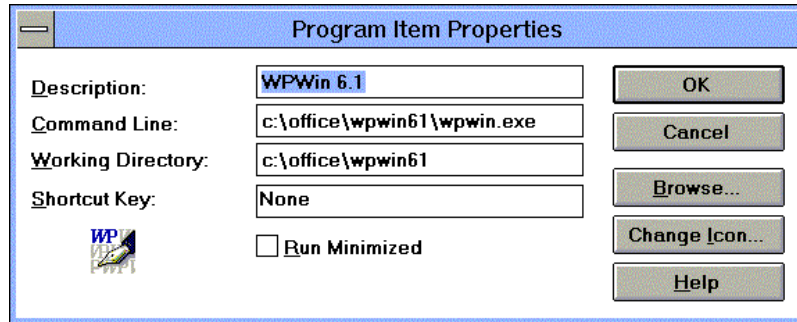 Program Item Properties
Description: WPWin 6.1 OK
Command Line: c:\office\wpwin61\wpwin.exe Cancel
Working Directory: c:\office\wpwin61
Shortcut Key: None Browse...
WP Run Minimized Change Icon...
Help